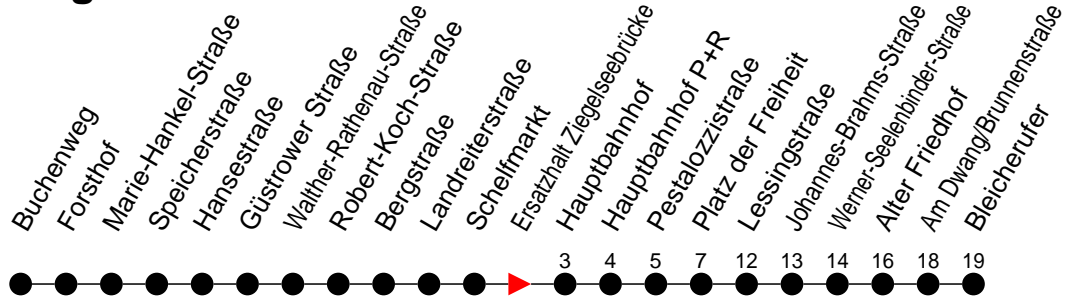 Buchenweg
Forsthof
Marie-Hankel-Straße
Speicherstraße
Hansestraße
Güstrower Straße
Walther-Rathenau-Straße
Robert-Koch-Straße
Bergstraße
Landreiterstraße
Schelfmarkt
Ersatzhalt Ziegelseebrücke
Hauptbahnhof
Hauptbahnhof P+R
Pestalozzistraße
Platz der Freiheit
Lessingstraße
Johannes-Brahms-Straße
Werner-Seelenbinder-Straße
Alter Friedhof
Am Dwang/Brunnenstraße
Bleicherufer
3 4 5 7 12 13 14 16 18 19